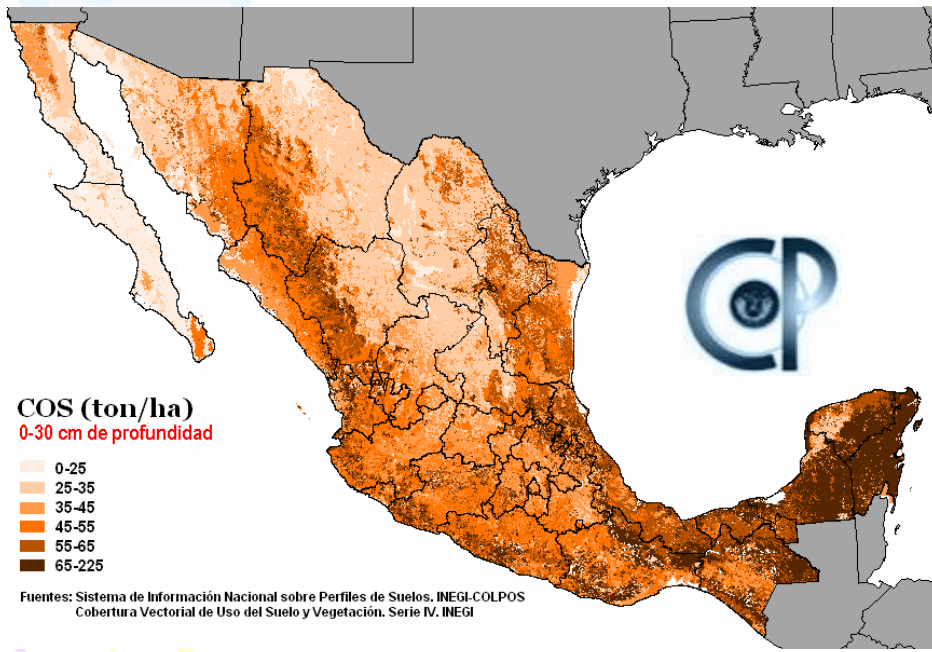 COP
COS (ton/ha)
0-30 cm de profundidad
0-25
25-35
35-45
45-55
55-65
65-225
Fuentes: Sistema de Información Nacional sobre Perfiles de Suelos. INEGI-COLPOS
Cobertura Vectorial de Uso del Suelo y Vegetación. Serie IV. INEGI